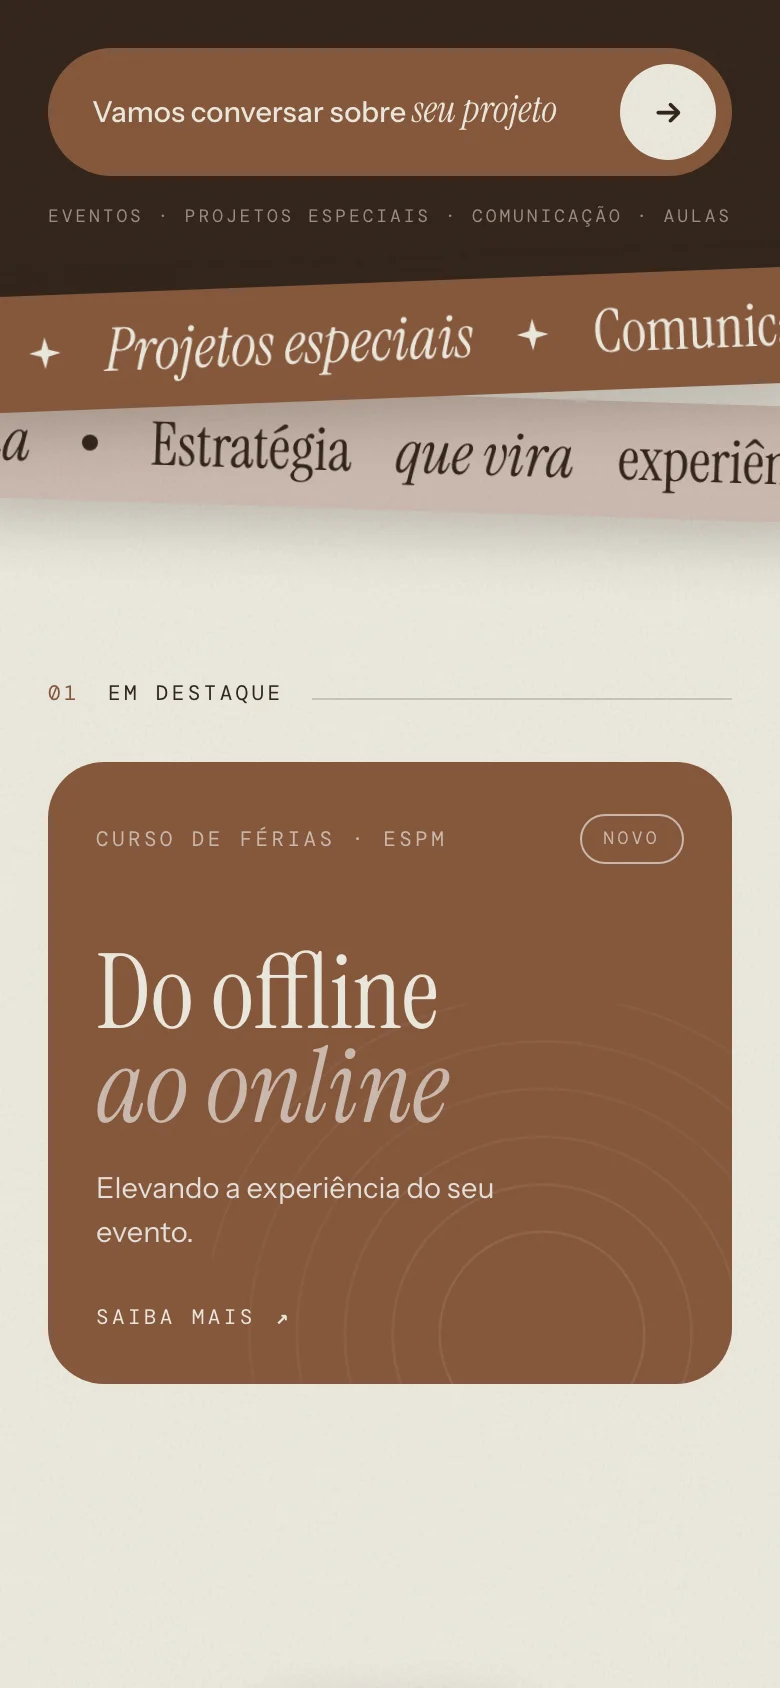 Vamos conversar sobre seu projeto →
EVENTOS · PROJETOS ESPECIAIS · COMUNICAÇÃO · AULAS
✦ Projetos especiais ✦
• Estratégia que vira
01 EM DESTAQUE
CURSO DE FÉRIAS · ESPM
NOVO
Do offline
ao online
Elevando a experiência do seu
evento.
SAIBA MAIS ↗